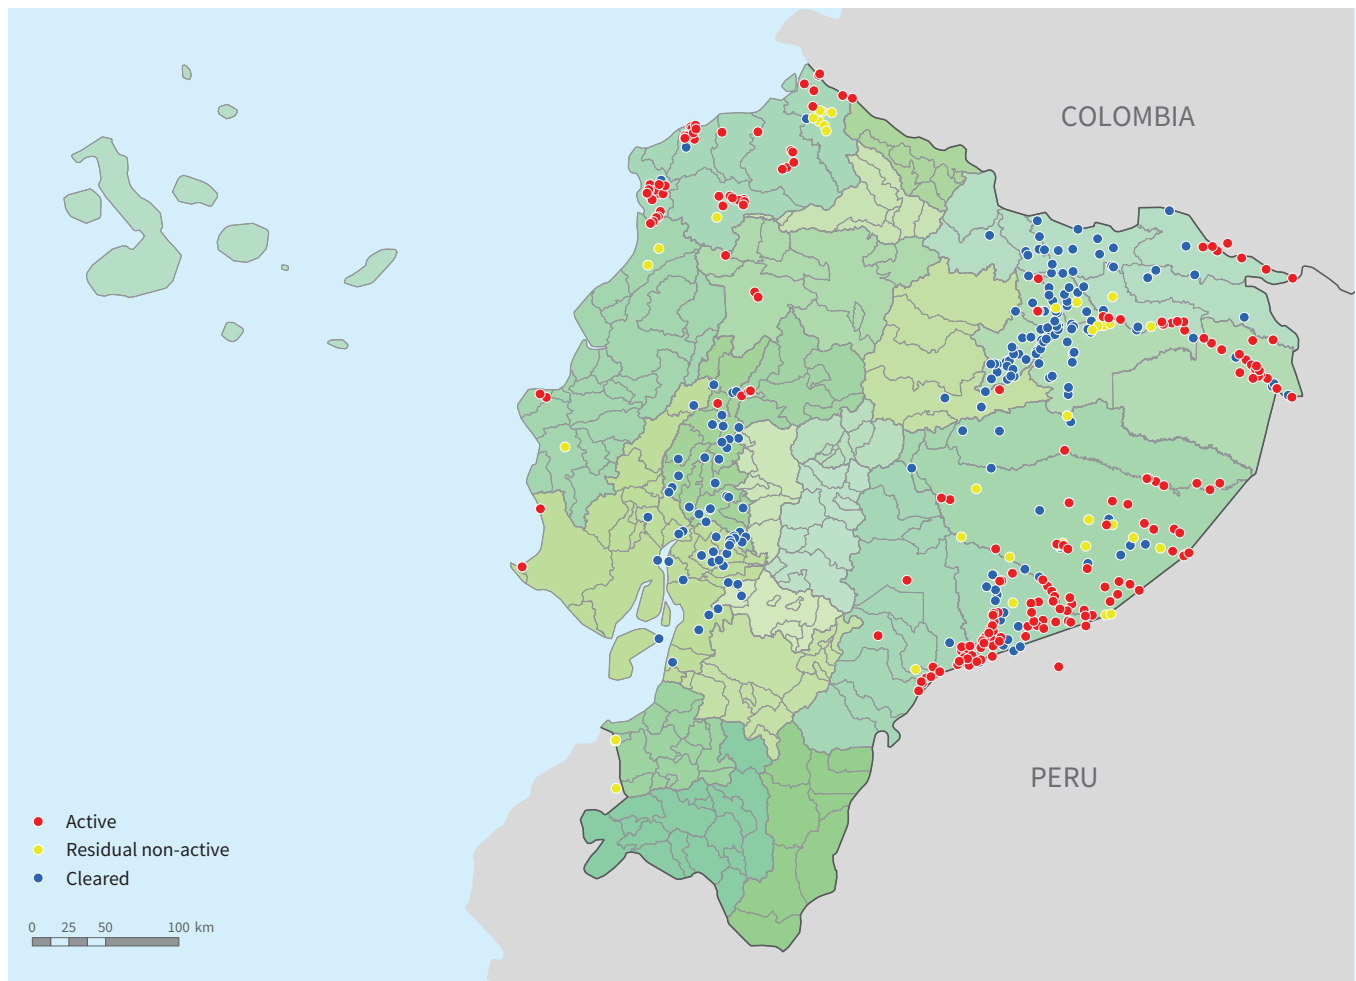 COLOMBIA
PERU
Active
Residual non-active
Cleared
0 25 50 100 km